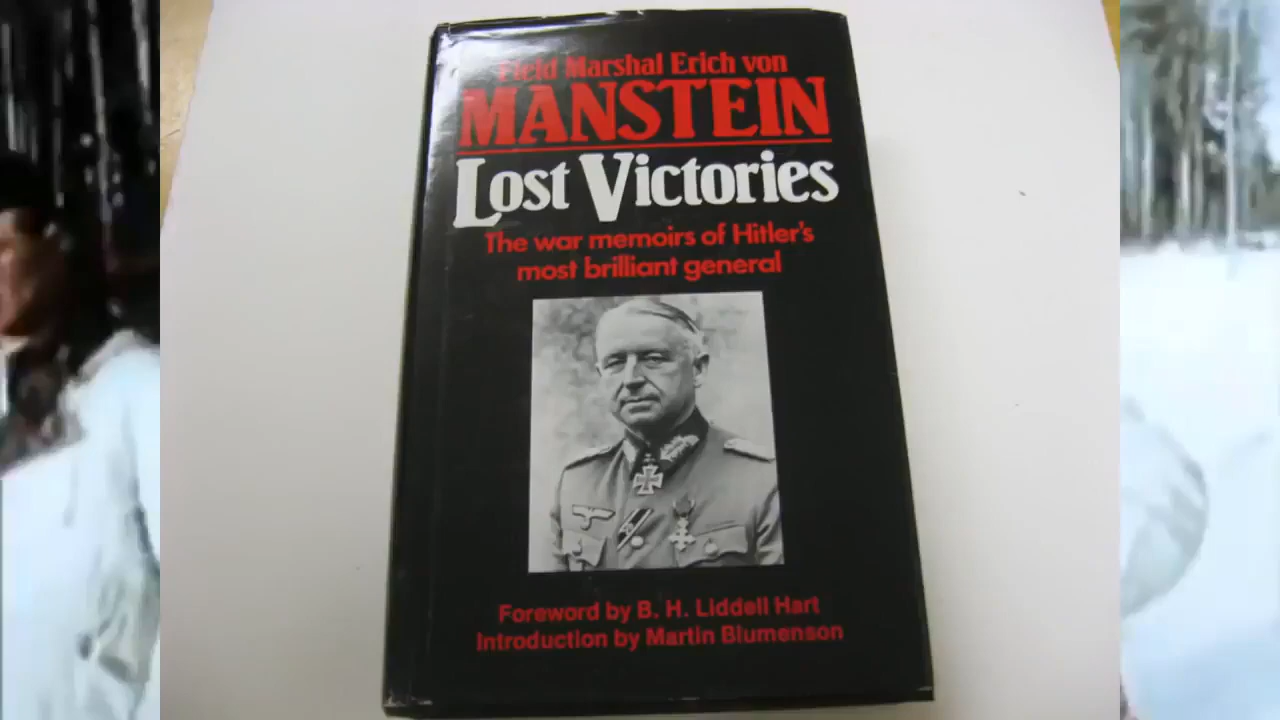 Field Marshal Erich von
MANSTEIN
Lost Victories
The war memoirs of Hitler's
most brilliant general
Foreword by B. H. Liddell Hart
Introduction by Martin Blumenson